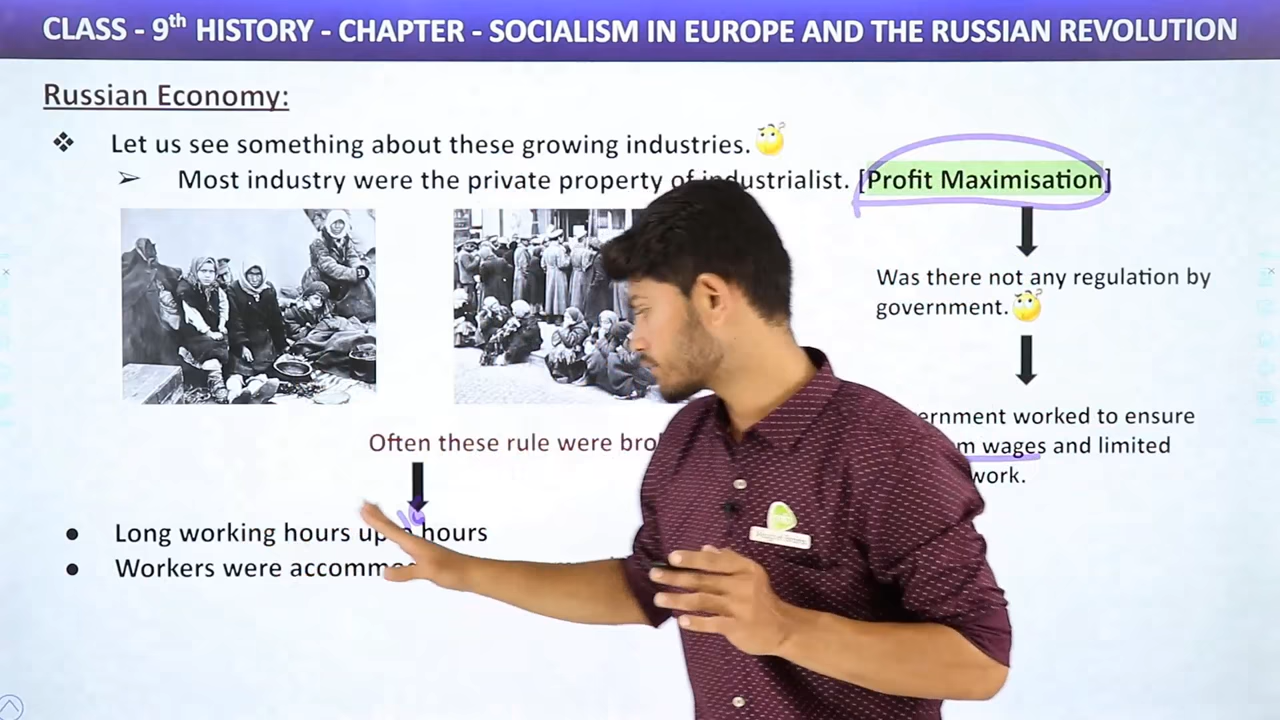 CLASS - 9th HISTORY - CHAPTER - SOCIALISM IN EUROPE AND THE RUSSIAN REVOLUTION
Russian Economy:
Let us see something about these growing industries.
Most industry were the private property of industrialist. [Profit Maximisation]
Was there not any regulation by
government.
ernment worked to ensure
m wages and limited
work.
Often these rule were bro
Long working hours up hours
Workers were accomm